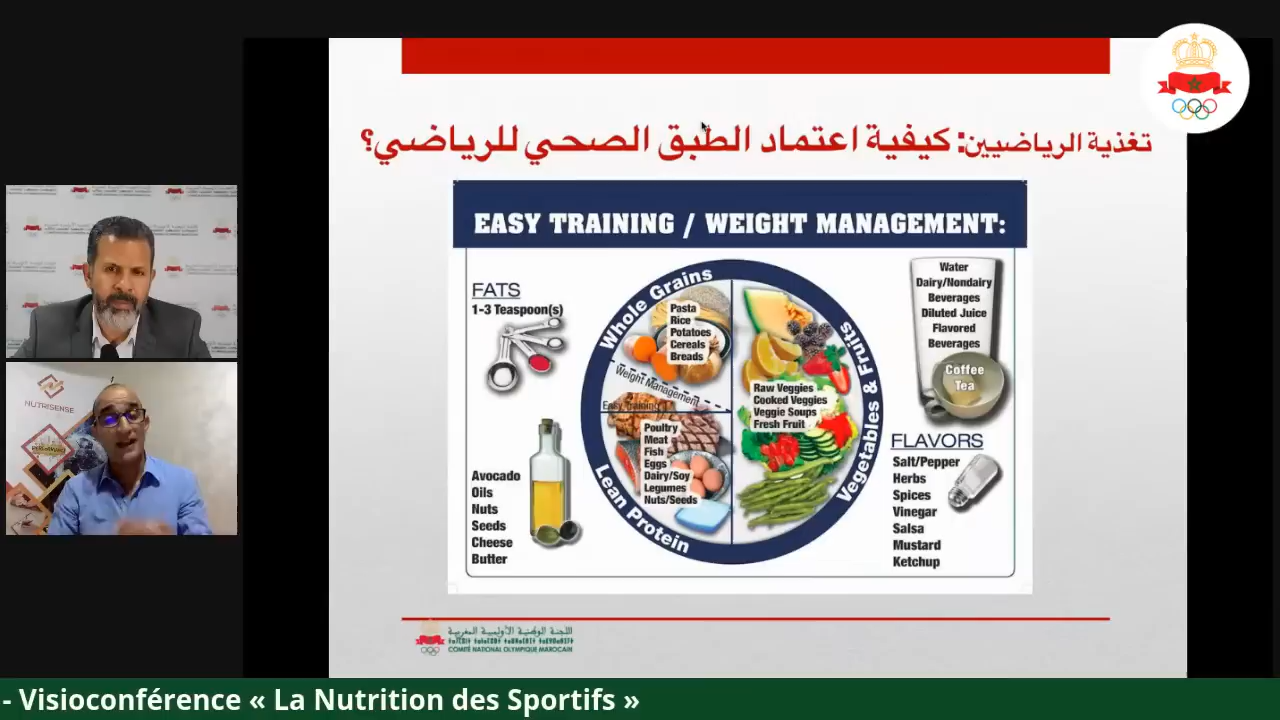 تغذية الرياضيين: كيفية اعتماد الطبق الصحي للرياضي؟
EASY TRAINING / WEIGHT MANAGEMENT:
FATS
1-3 Teaspoon(s)
Avocado
Oils
Nuts
Seeds
Cheese
Butter
Whole Grains
Pasta
Rice
Potatoes
Cereals
Breads
Weight Management
Easy Training
Poultry
Meat
Fish
Eggs
Dairy/Soy
Legumes
Nuts/Seeds
Lean Protein
Raw Veggies
Cooked Veggies
Veggie Soups
Fresh Fruit
Vegetables & Fruits
Water
Dairy/Nondairy
Beverages
Diluted Juice
Flavored
Beverages
Coffee
Tea
FLAVORS
Salt/Pepper
Herbs
Spices
Vinegar
Salsa
Mustard
Ketchup
NUTRISENSE
اللجنة الوطنية الأولمبية المغربية
COMITÉ NATIONAL OLYMPIQUE MAROCAIN
- Visioconférence « La Nutrition des Sportifs »